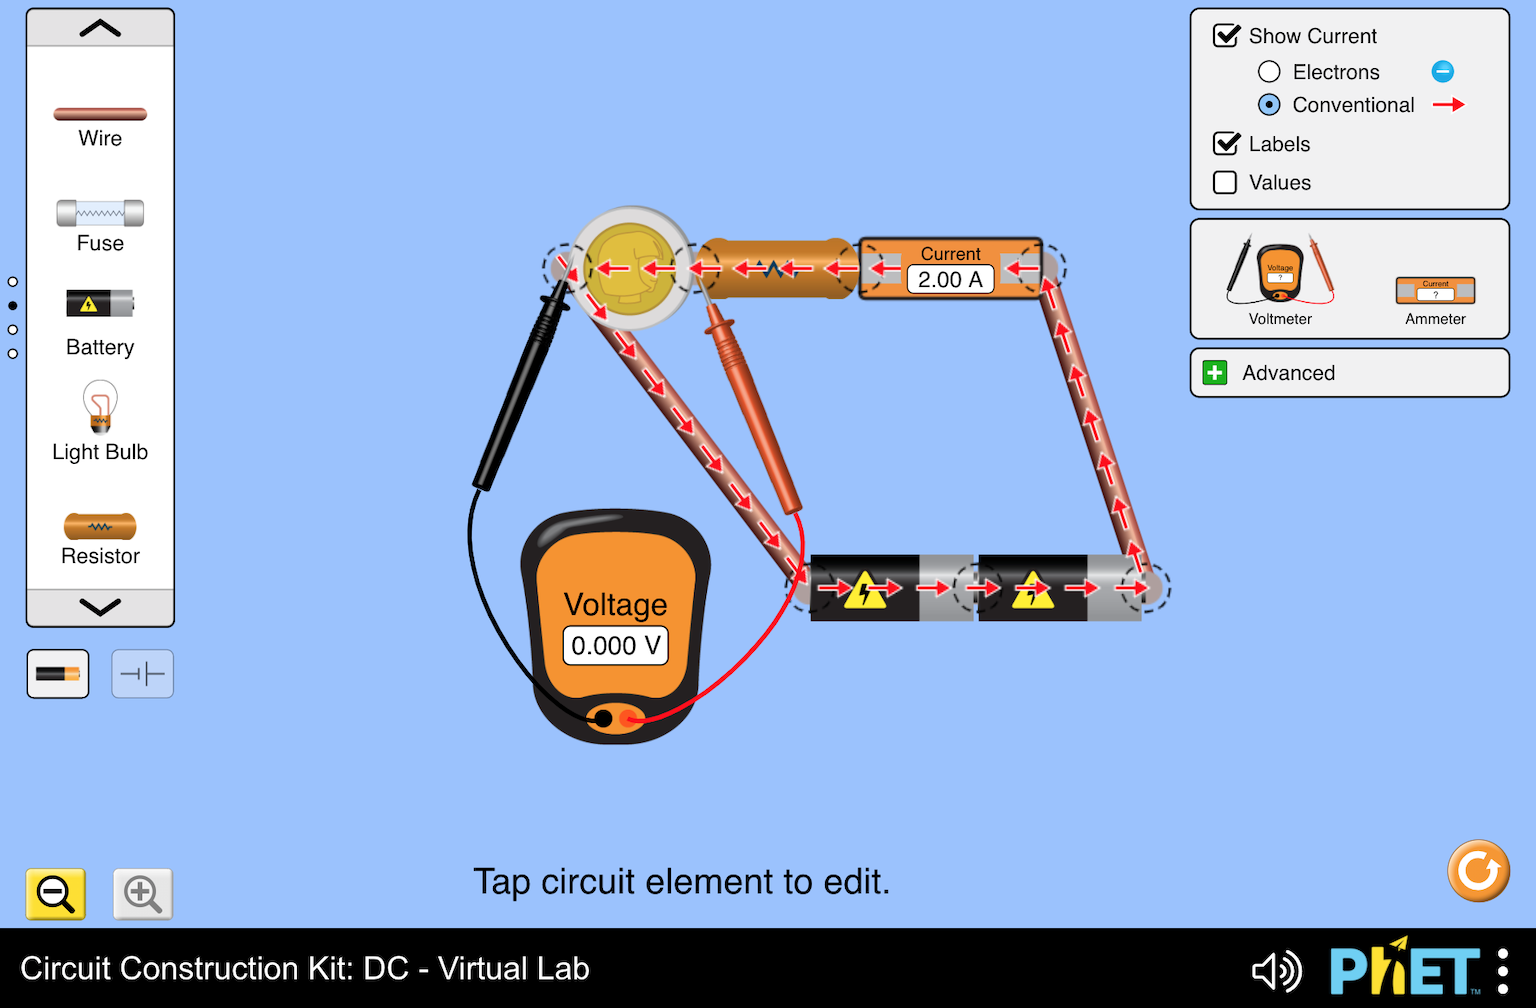 Wire
Fuse
Battery
Light Bulb
Resistor
Current
2.00 A
Voltage
0.000 V
Show Current
Electrons
Conventional
Labels
Values
Voltage
?
Voltmeter
Current
?
Ammeter
Advanced
Tap circuit element to edit.
Circuit Construction Kit: DC - Virtual Lab
PhET™